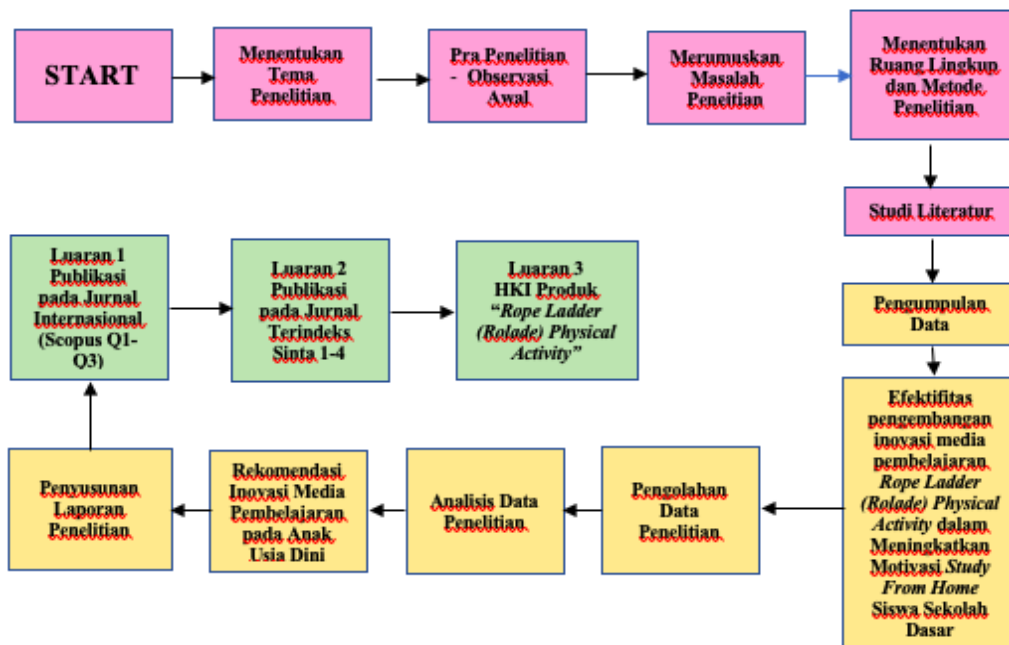 START
Menentukan
Tema
Penelitian
Pra Penelitian
- Observasi
Awal
Merumuskan
Masalah
Peneitian
Menentukan
Ruang Lingkup
dan Metode
Penelitian
Studi Literatur
Pengumpulan
Data
Efektifitas
pengembangan
inovasi media
pembelajaran
Rope Ladder
(Rolade) Physical
Activity dalam
Meningkatkan
Motivasi Study
From Home
Siswa Sekolah
Dasar
Pengolahan
Data
Penelitian
Analisis Data
Penelitian
Rekomendasi
Inovasi Media
Pembelajaran
pada Anak
Usia Dini
Penyusunan
Laporan
Penelitian
Luaran 1
Publikasi
pada Jurnal
Internasional
(Scopus Q1-
Q3)
Luaran 2
Publikasi
pada Jurnal
Terindeks
Sinta 1-4
Luaran 3
HKI Produk
“Rope Ladder
(Rolade) Physical
Activity”